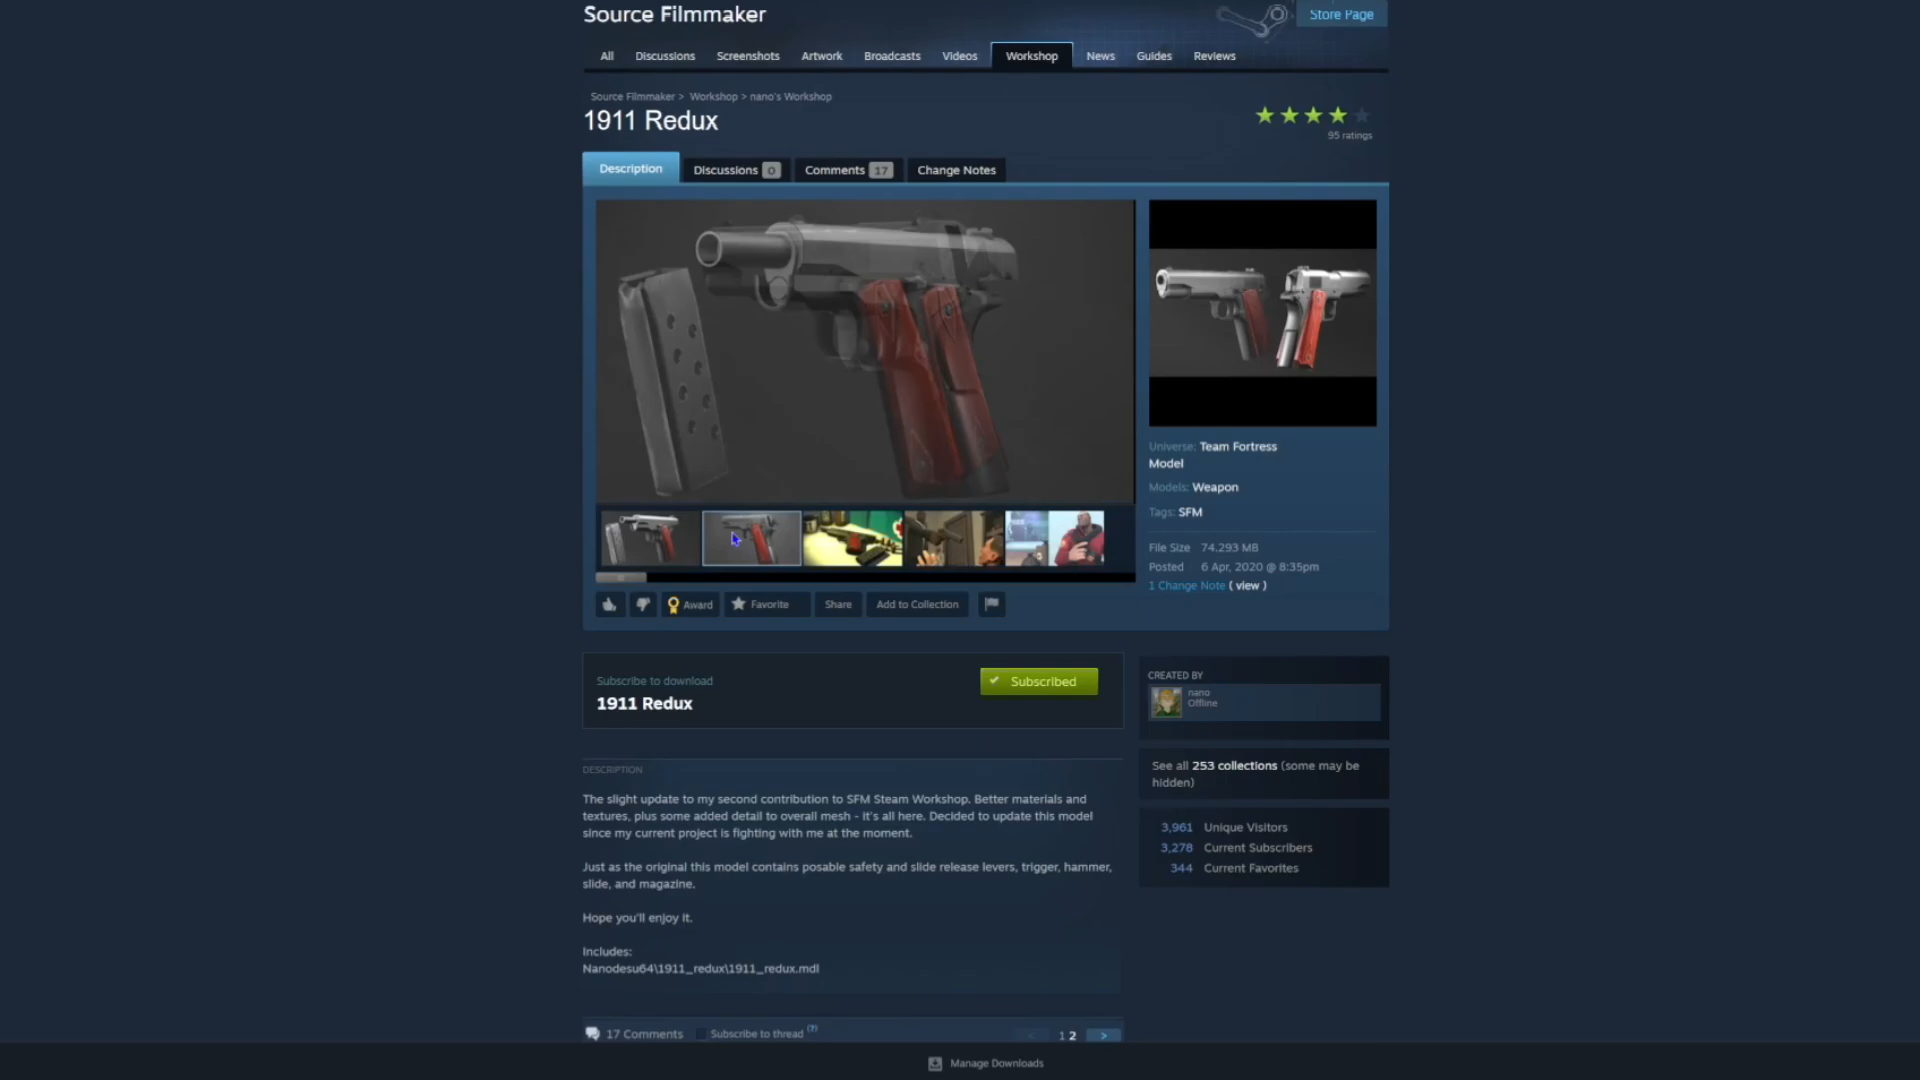 Source Filmmaker
Store Page
All Discussions Screenshots Artwork Broadcasts Videos Workshop News Guides Reviews
Source Filmmaker > Workshop > nano's Workshop
1911 Redux
95 ratings
Description Discussions 0 Comments 17 Change Notes
Universe: Team Fortress
Model
Models: Weapon
Tags: SFM
File Size 74.293 MB
Posted 6 Apr, 2020 @ 8:35pm
1 Change Note ( view )
Award Favorite Share Add to Collection
Subscribe to download
1911 Redux
Subscribed
CREATED BY
nano
Offline
See all 253 collections (some may be
hidden)
3,961 Unique Visitors
3,278 Current Subscribers
344 Current Favorites
DESCRIPTION
The slight update to my second contribution to SFM Steam Workshop. Better materials and
textures, plus some added detail to overall mesh - it's all here. Decided to update this model
since my current project is fighting with me at the moment.
Just as the original this model contains posable safety and slide release levers, trigger, hammer,
slide, and magazine.
Hope you'll enjoy it.
Includes:
Nanodesu64\1911_redux\1911_redux.mdl
17 Comments Subscribe to thread (?) < 1 2 >
Manage Downloads